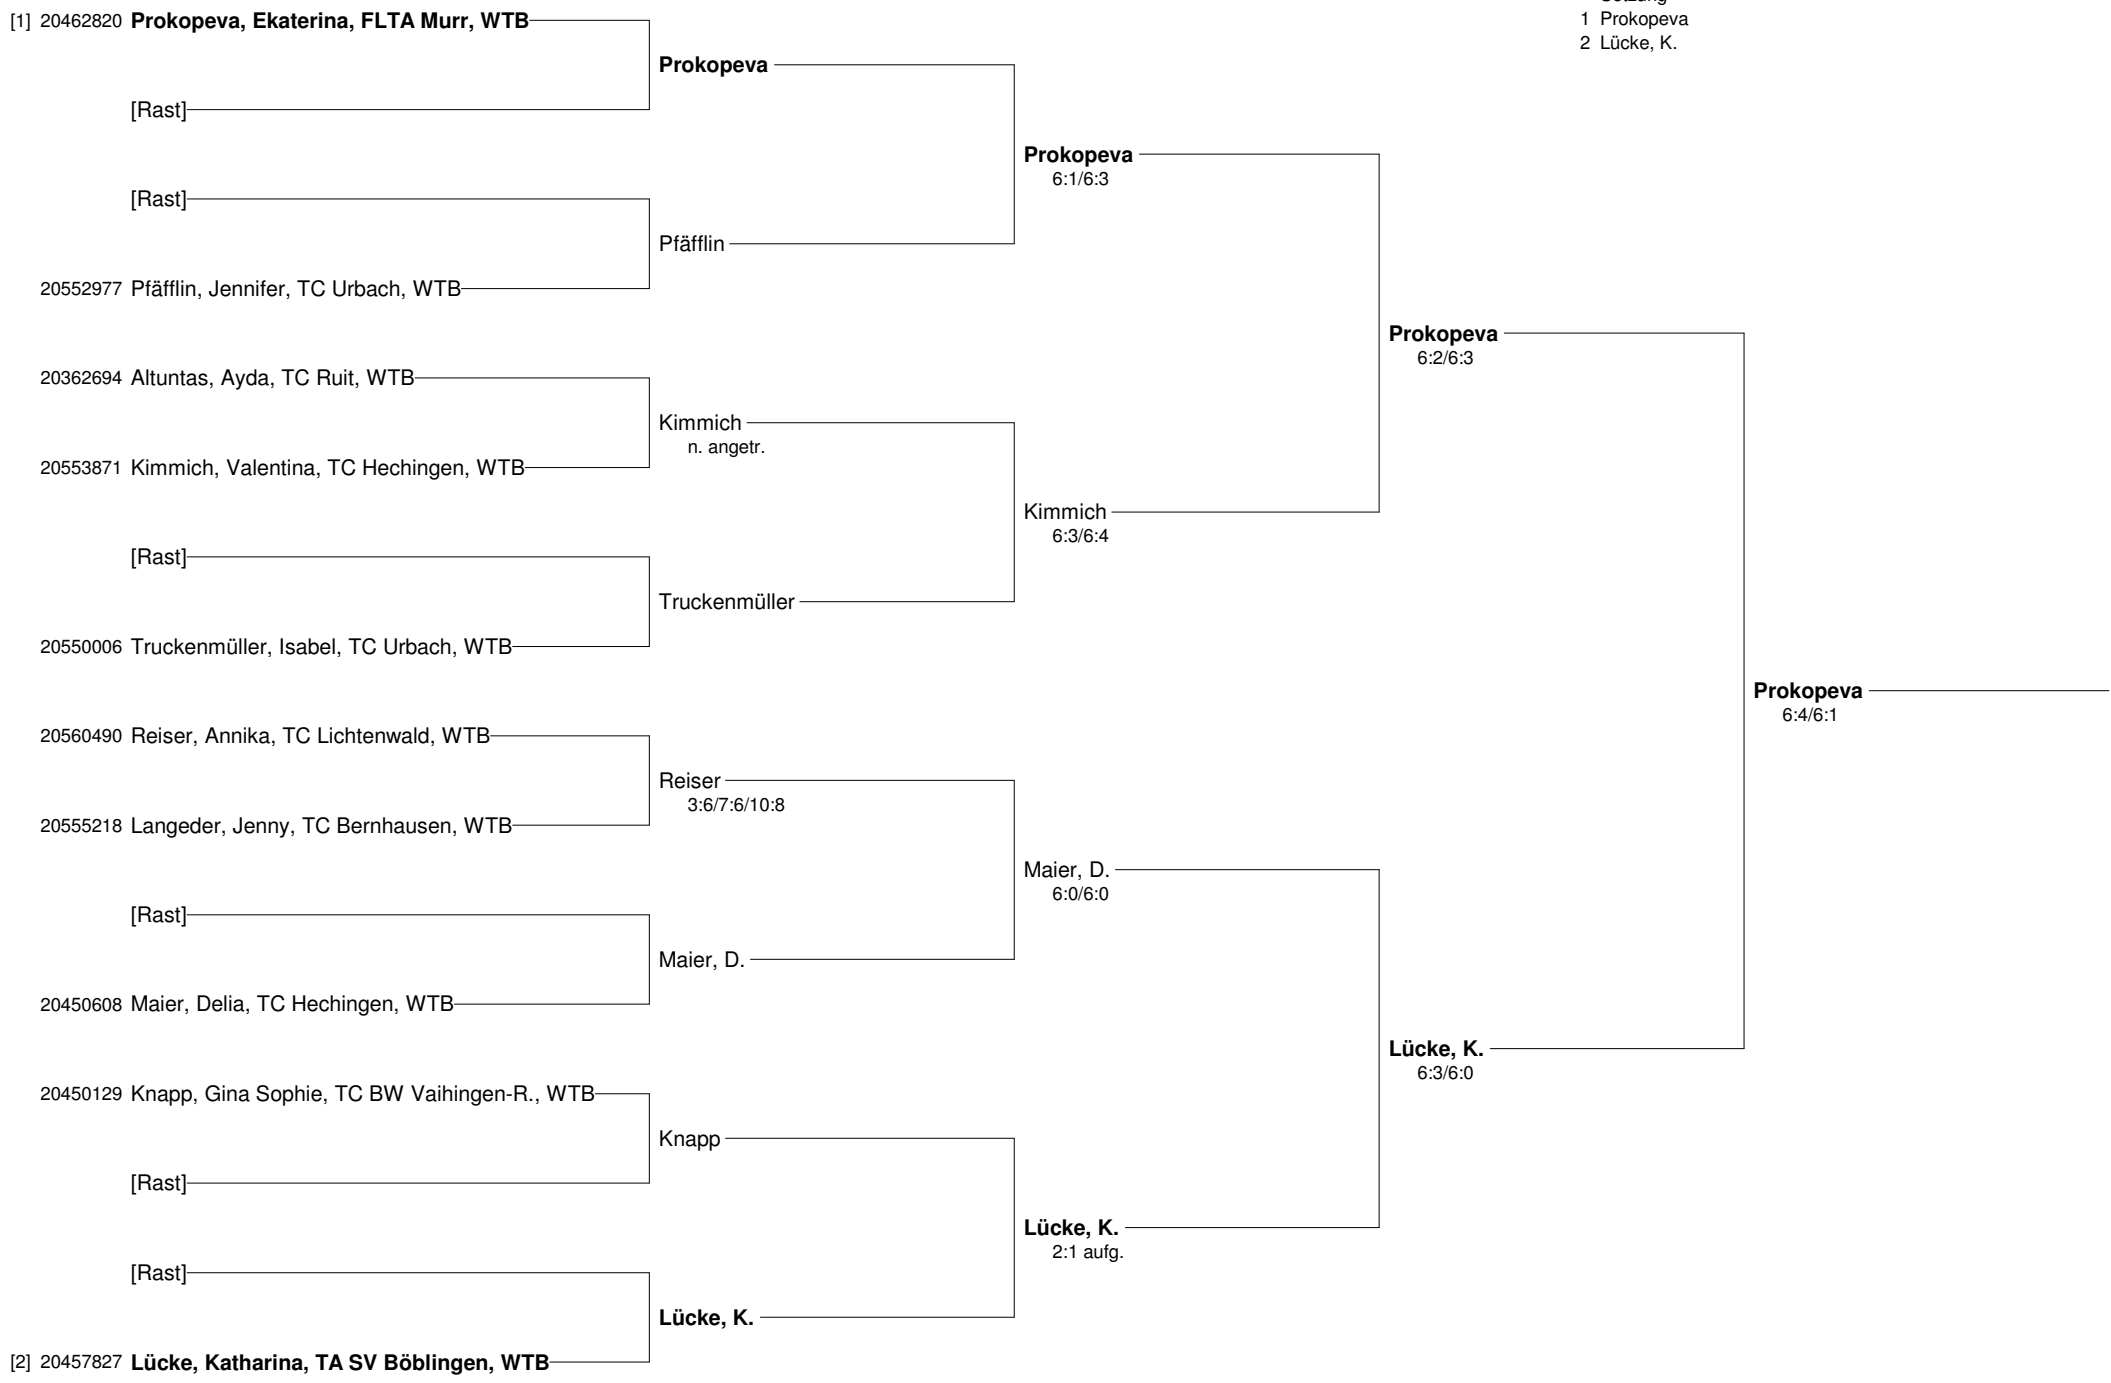 Setzung
1 Prokopeva
2 Lücke, K.
[1] 20462820 Prokopeva, Ekaterina, FLTA Murr, WTB
Prokopeva
[Rast]
Prokopeva
6:1/6:3
[Rast]
Pfäfflin
20552977 Pfäfflin, Jennifer, TC Urbach, WTB
Prokopeva
6:2/6:3
20362694 Altuntas, Ayda, TC Ruit, WTB
Kimmich
n. angetr.
20553871 Kimmich, Valentina, TC Hechingen, WTB
Kimmich
6:3/6:4
[Rast]
Truckenmüller
20550006 Truckenmüller, Isabel, TC Urbach, WTB
Prokopeva
6:4/6:1
20560490 Reiser, Annika, TC Lichtenwald, WTB
Reiser
3:6/7:6/10:8
20555218 Langeder, Jenny, TC Bernhausen, WTB
Maier, D.
6:0/6:0
[Rast]
Maier, D.
20450608 Maier, Delia, TC Hechingen, WTB
Lücke, K.
6:3/6:0
20450129 Knapp, Gina Sophie, TC BW Vaihingen-R., WTB
Knapp
[Rast]
Lücke, K.
2:1 aufg.
[Rast]
Lücke, K.
[2] 20457827 Lücke, Katharina, TA SV Böblingen, WTB